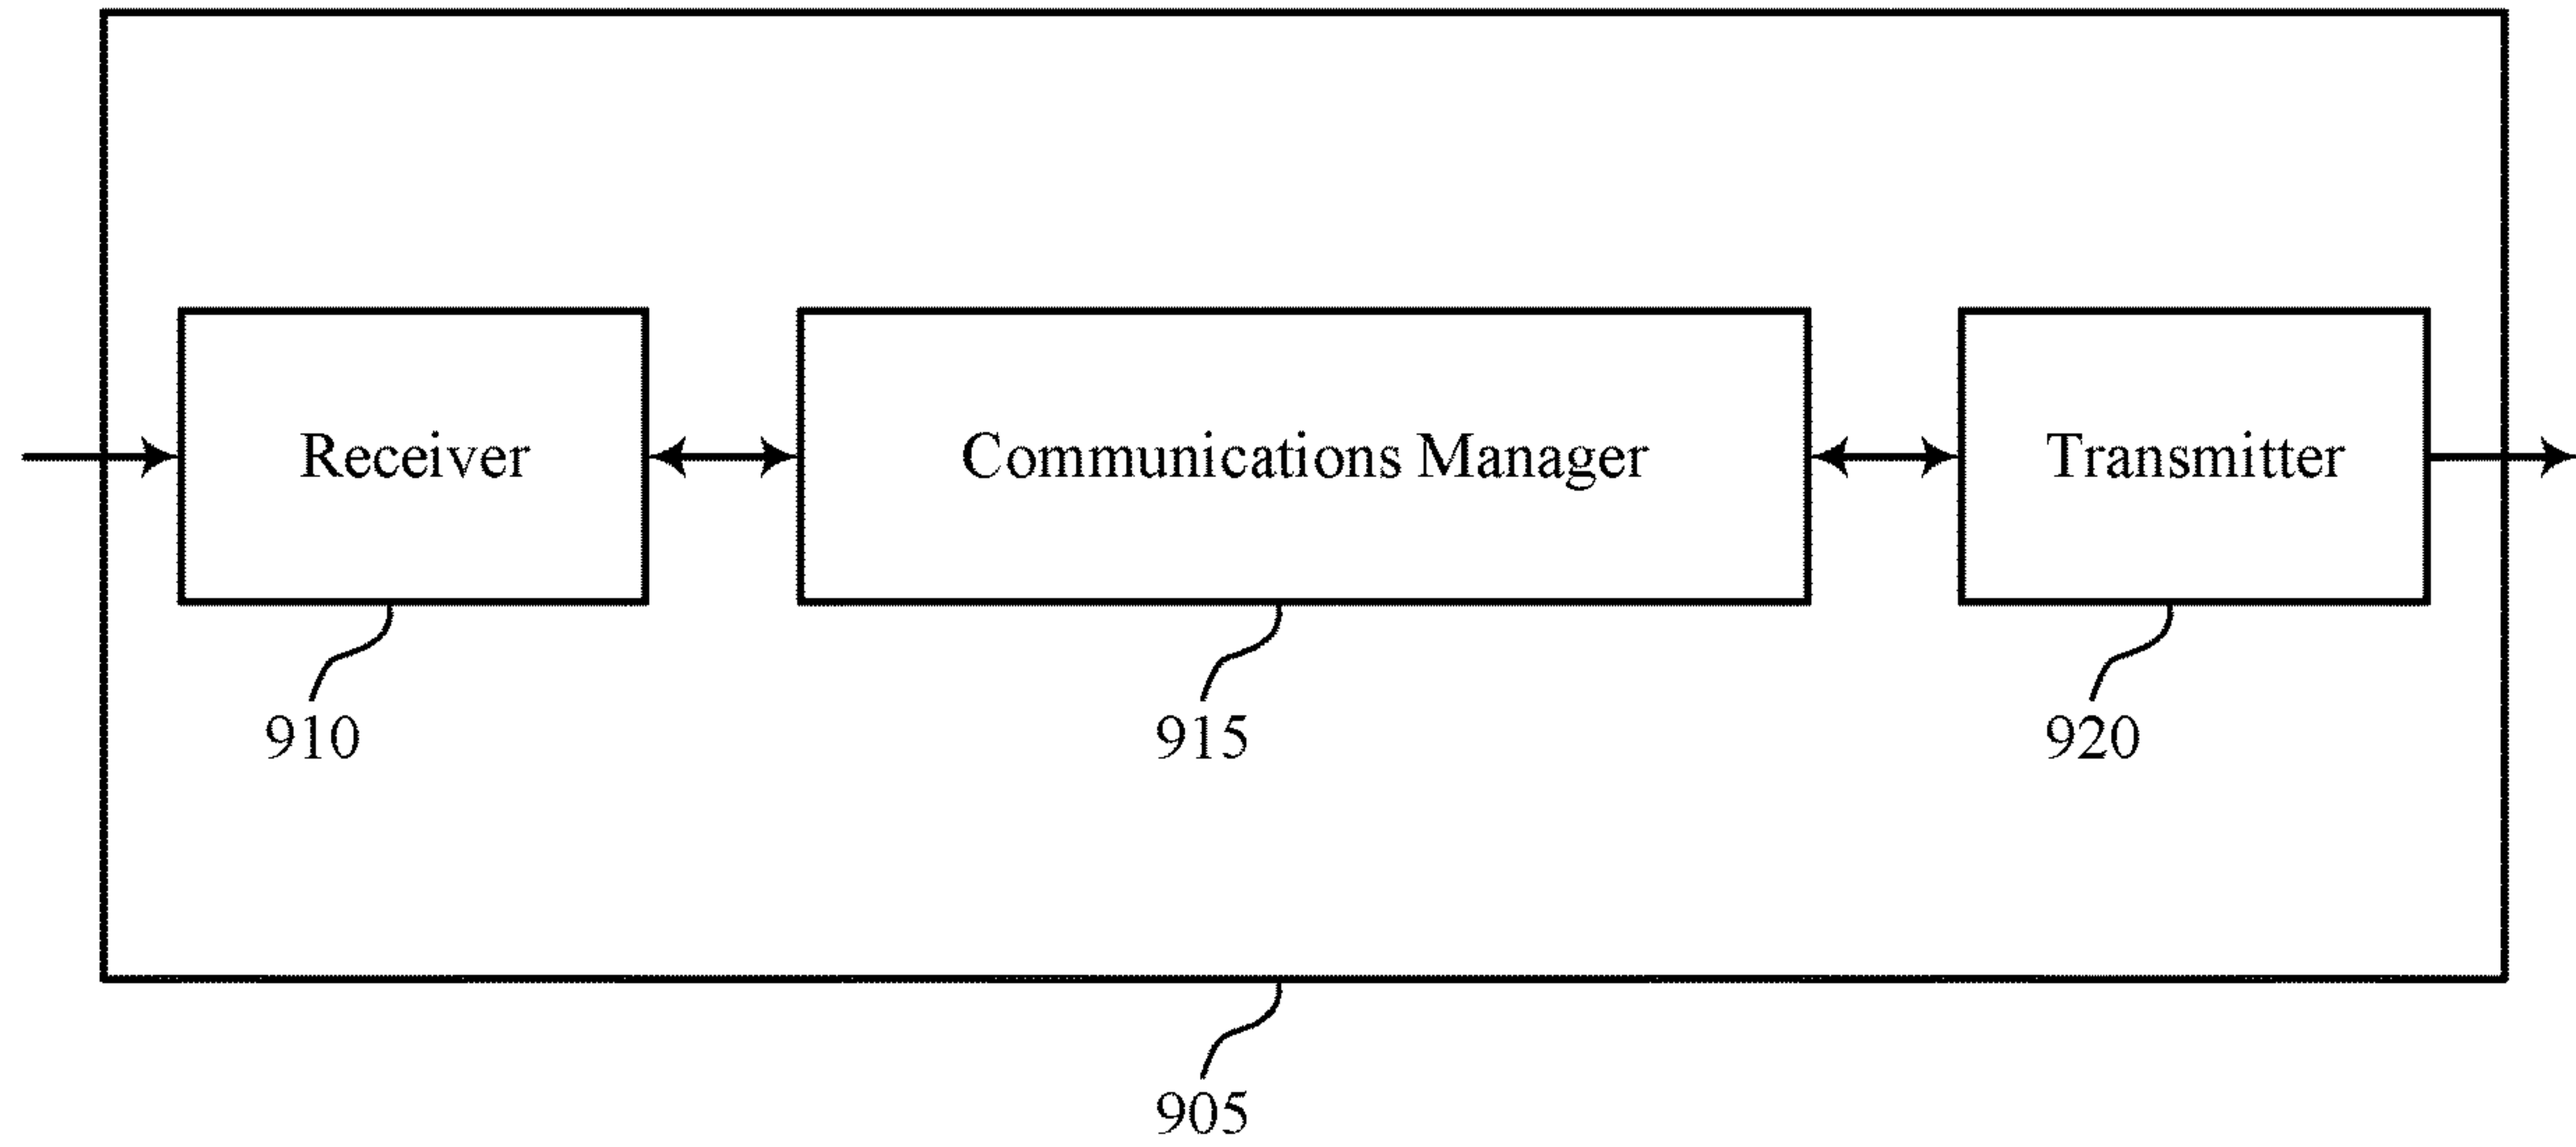 Receiver
Communications Manager
Transmitter
910
915
920
905